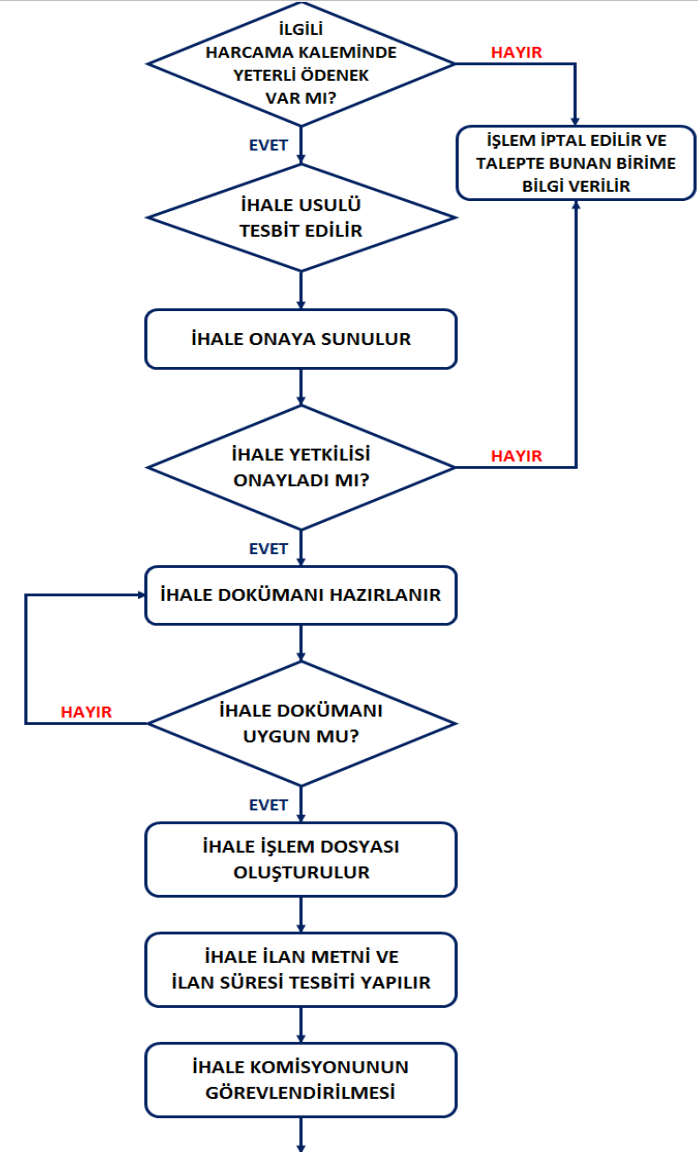 İLGİLİ
HARCAMA KALEMİNDE
YETERLİ ÖDENEK
VAR MI?
HAYIR
EVET
İŞLEM İPTAL EDİLİR VE
TALEPTE BUNAN BİRİME
BİLGİ VERİLİR
İHALE USULÜ
TESBİT EDİLİR
İHALE ONAYA SUNULUR
İHALE YETKİLİSİ
ONAYLADI MI?
HAYIR
EVET
İHALE DOKÜMANI HAZIRLANIR
HAYIR
İHALE DOKÜMANI
UYGUN MU?
EVET
İHALE İŞLEM DOSYASI
OLUŞTURULUR
İHALE İLAN METNİ VE
İLAN SÜRESİ TESBİTİ YAPILIR
İHALE KOMİSYONUNUN
GÖREVLENDİRİLMESİ